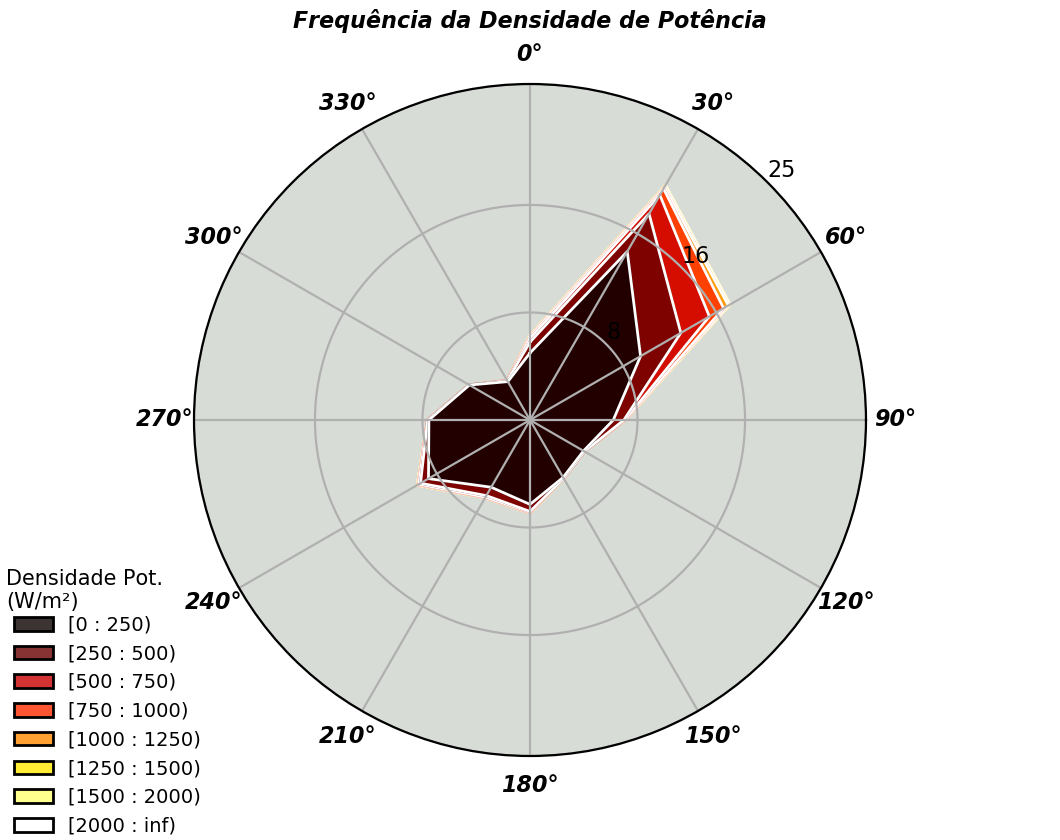 Frequência da Densidade de Potência
0°
330°
30°
25
300°
60°
16
8
270°
90°
240°
120°
210°
150°
180°
Densidade Pot.
(W/m²)
[0 : 250)
[250 : 500)
[500 : 750)
[750 : 1000)
[1000 : 1250)
[1250 : 1500)
[1500 : 2000)
[2000 : inf)